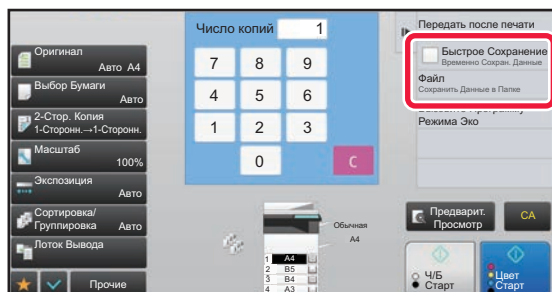 Число копий 1
Передать после печати
Быстрое Сохранение
Временно Сохран. Данные
Файл
Сохранить Данные в Папке
Режима Эко
Оригинал
Авто A4
Выбор Бумаги
Авто
2-Стор. Копия
1-Сторонн.→1-Сторонн.
Масштаб
100%
Экспозиция
Авто
Сортировка/
Группировка Авто
Лоток Вывода
Прочие
7 8 9
4 5 6
1 2 3
0 C
Обычная
A4
1 A4
2 B5
3 B4
4 A3
Предварит.
Просмотр
CA
Ч/Б
Старт
Цвет
Старт